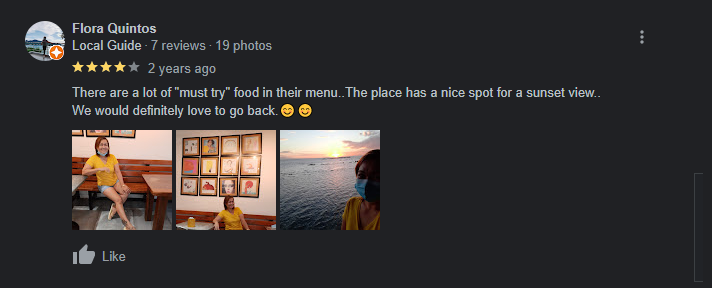 Flora Quintos
Local Guide · 7 reviews · 19 photos
2 years ago
There are a lot of "must try" food in their menu..The place has a nice spot for a sunset view..
We would definitely love to go back.😊 😊
Like